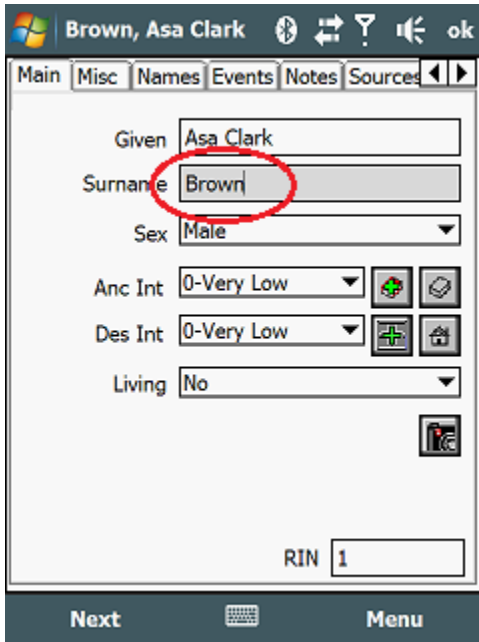 Brown, Asa Clark ok
Main Misc Names Events Notes Sources
Given Asa Clark
Surname Brown
Sex Male
Anc Int 0-Very Low
Des Int 0-Very Low
Living No
RIN 1
Next Menu